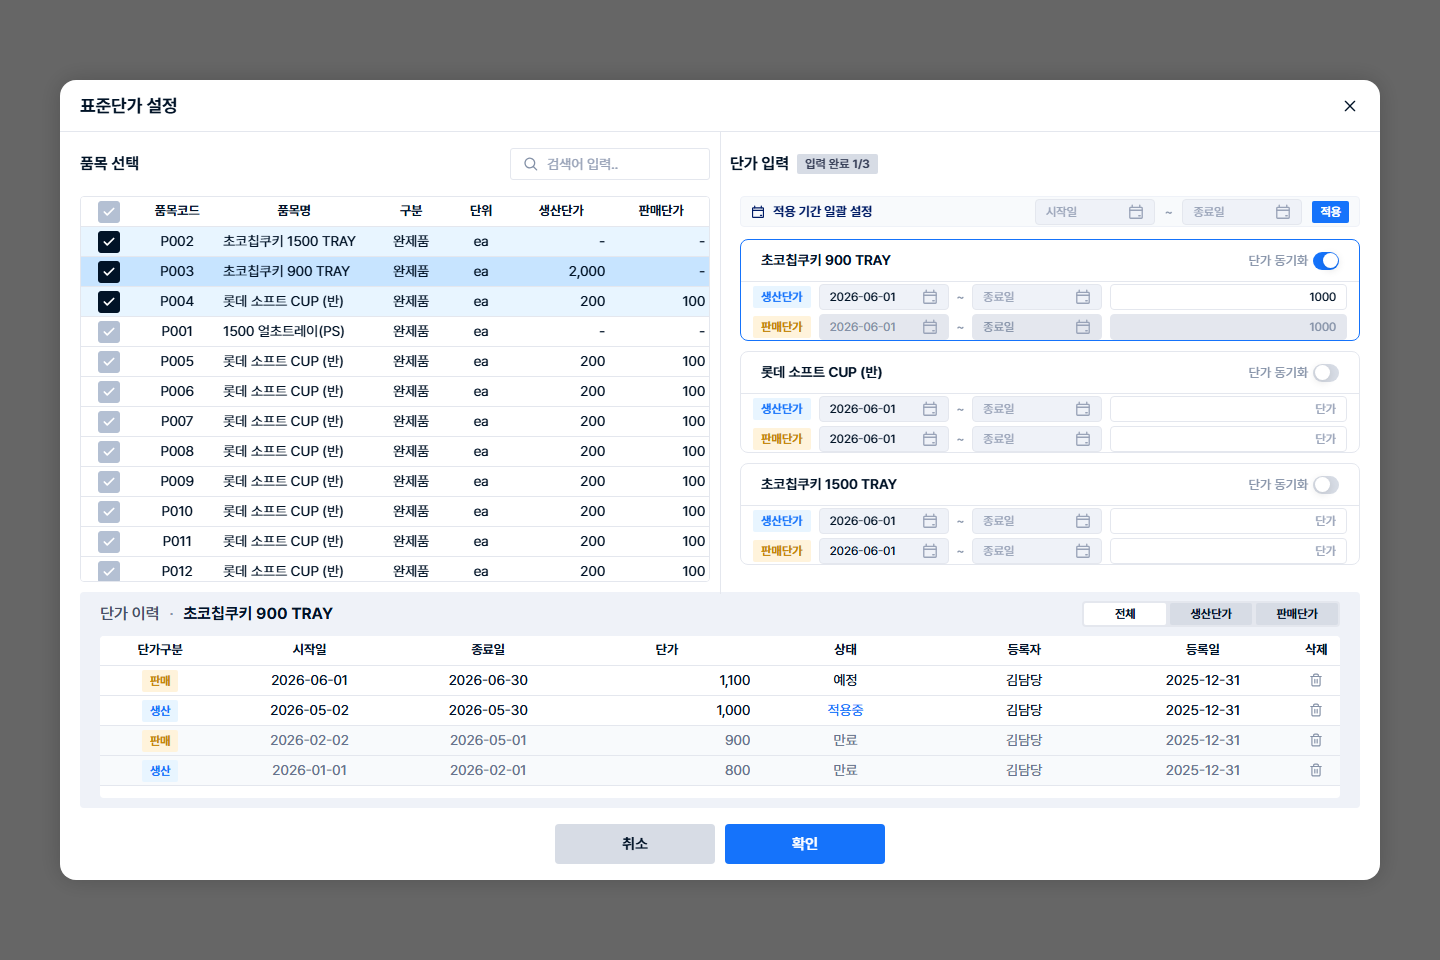 표준단가 설정
품목 선택
검색어 입력..
품목코드 품목명 구분 단위 생산단가 판매단가
P002 초코칩쿠키 1500 TRAY 완제품 ea - -
P003 초코칩쿠키 900 TRAY 완제품 ea 2,000 -
P004 롯데 소프트 CUP (반) 완제품 ea 200 100
P001 1500 얼초트레이(PS) 완제품 ea - -
P005 롯데 소프트 CUP (반) 완제품 ea 200 100
P006 롯데 소프트 CUP (반) 완제품 ea 200 100
P007 롯데 소프트 CUP (반) 완제품 ea 200 100
P008 롯데 소프트 CUP (반) 완제품 ea 200 100
P009 롯데 소프트 CUP (반) 완제품 ea 200 100
P010 롯데 소프트 CUP (반) 완제품 ea 200 100
P011 롯데 소프트 CUP (반) 완제품 ea 200 100
P012 롯데 소프트 CUP (반) 완제품 ea 200 100
단가 입력 입력 완료 1/3
적용 기간 일괄 설정 시작일 ~ 종료일 적용
초코칩쿠키 900 TRAY 단가 동기화
생산단가 2026-06-01 ~ 종료일 1000
판매단가 2026-06-01 ~ 종료일 1000
롯데 소프트 CUP (반) 단가 동기화
생산단가 2026-06-01 ~ 종료일 단가
판매단가 2026-06-01 ~ 종료일 단가
초코칩쿠키 1500 TRAY 단가 동기화
생산단가 2026-06-01 ~ 종료일 단가
판매단가 2026-06-01 ~ 종료일 단가
단가 이력 · 초코칩쿠키 900 TRAY 전체 생산단가 판매단가
단가구분 시작일 종료일 단가 상태 등록자 등록일 삭제
판매 2026-06-01 2026-06-30 1,100 예정 김담당 2025-12-31
생산 2026-05-02 2026-05-30 1,000 적용중 김담당 2025-12-31
판매 2026-02-02 2026-05-01 900 만료 김담당 2025-12-31
생산 2026-01-01 2026-02-01 800 만료 김담당 2025-12-31
취소 확인